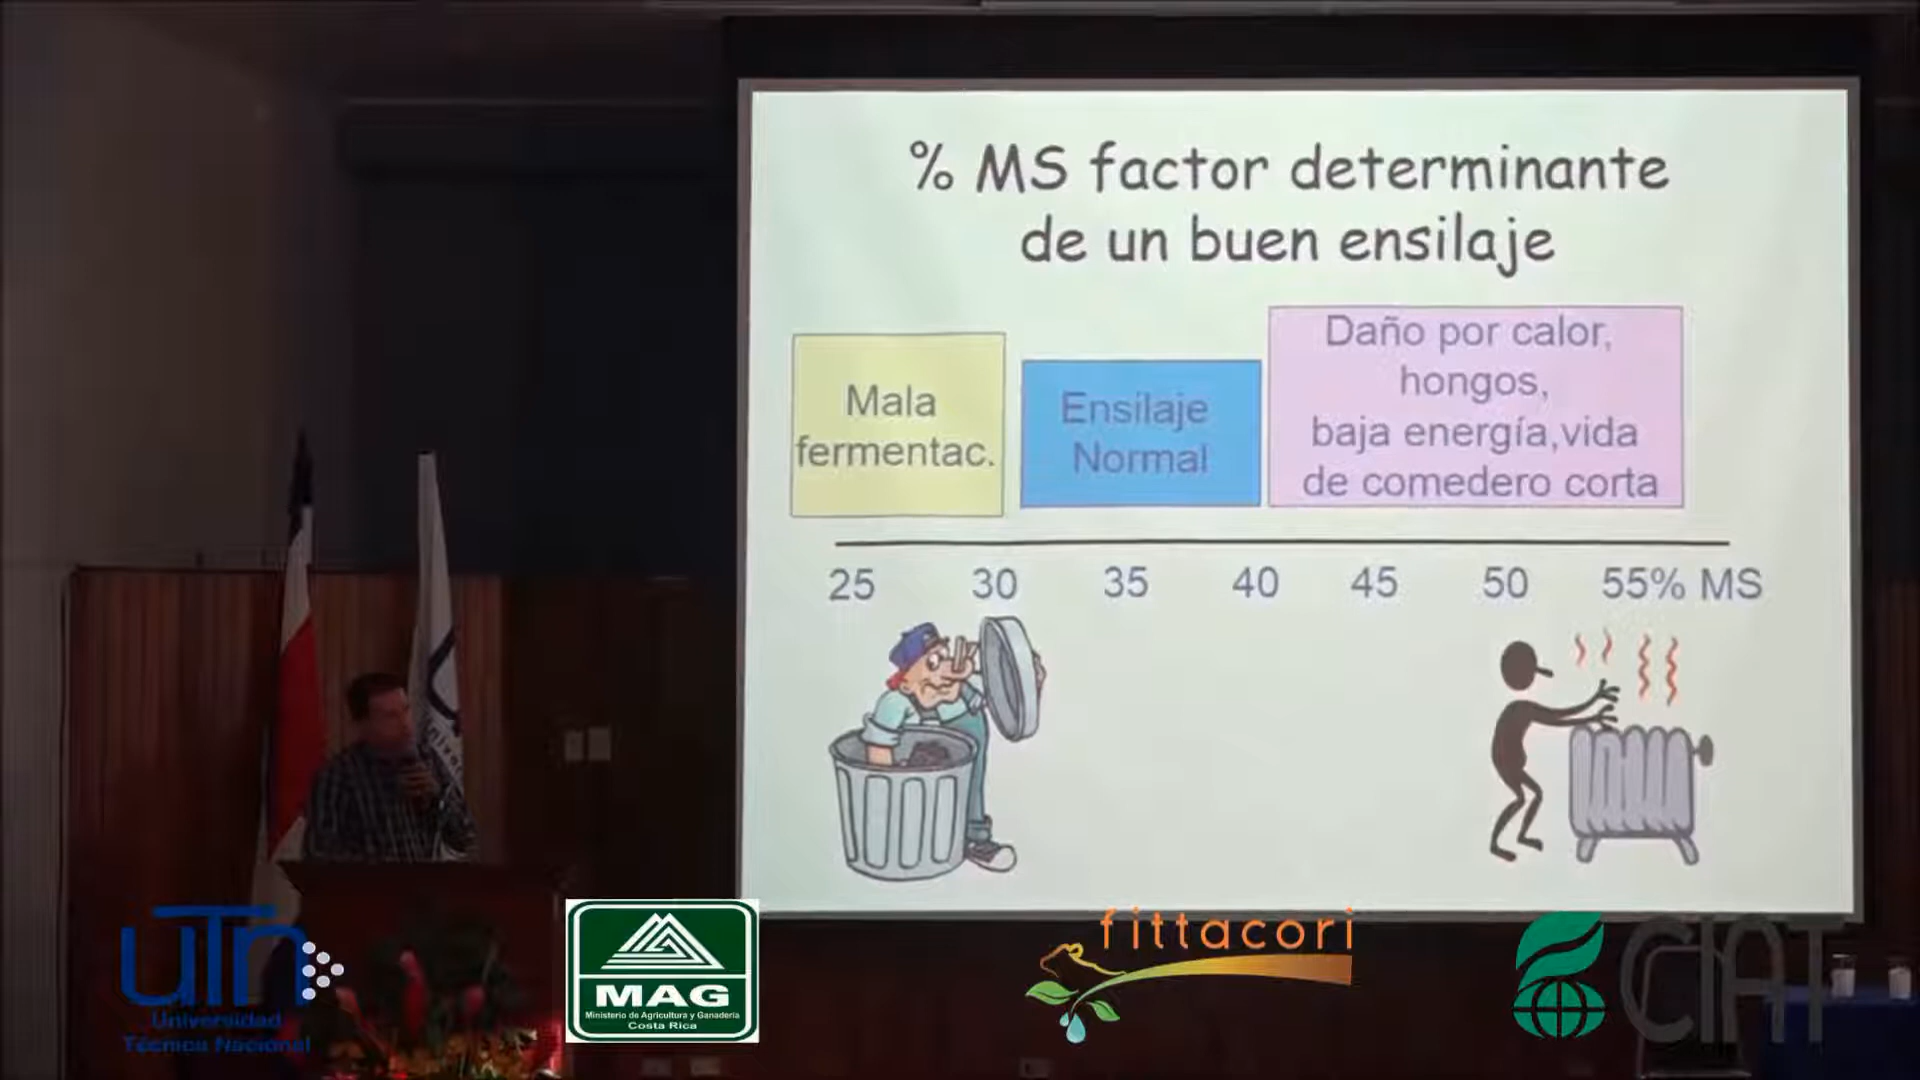 % MS factor determinante
de un buen ensilaje
Mala
fermentac.
Ensilaje
Normal
Daño por calor,
hongos,
baja energía,vida
de comedero corta
25 30 35 40 45 50 55% MS
uTn
Universidad
Técnica Nacional
MAG
Ministerio de Agricultura y Ganadería
Costa Rica
fittacori
CIAT